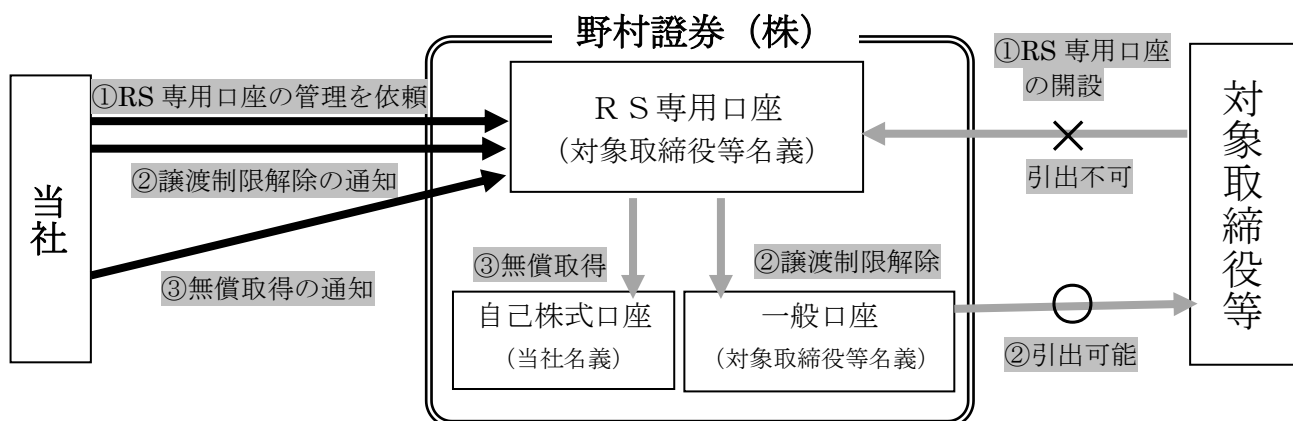 野村證券（株）
①RS 専用口座の管理を依頼
②譲渡制限解除の通知
③無償取得の通知
当社
ＲＳ専用口座
（対象取締役等名義）
①RS 専用口座
の開設
引出不可
対象取締役等
③無償取得
②譲渡制限解除
自己株式口座
（当社名義）
一般口座
（対象取締役等名義）
②引出可能